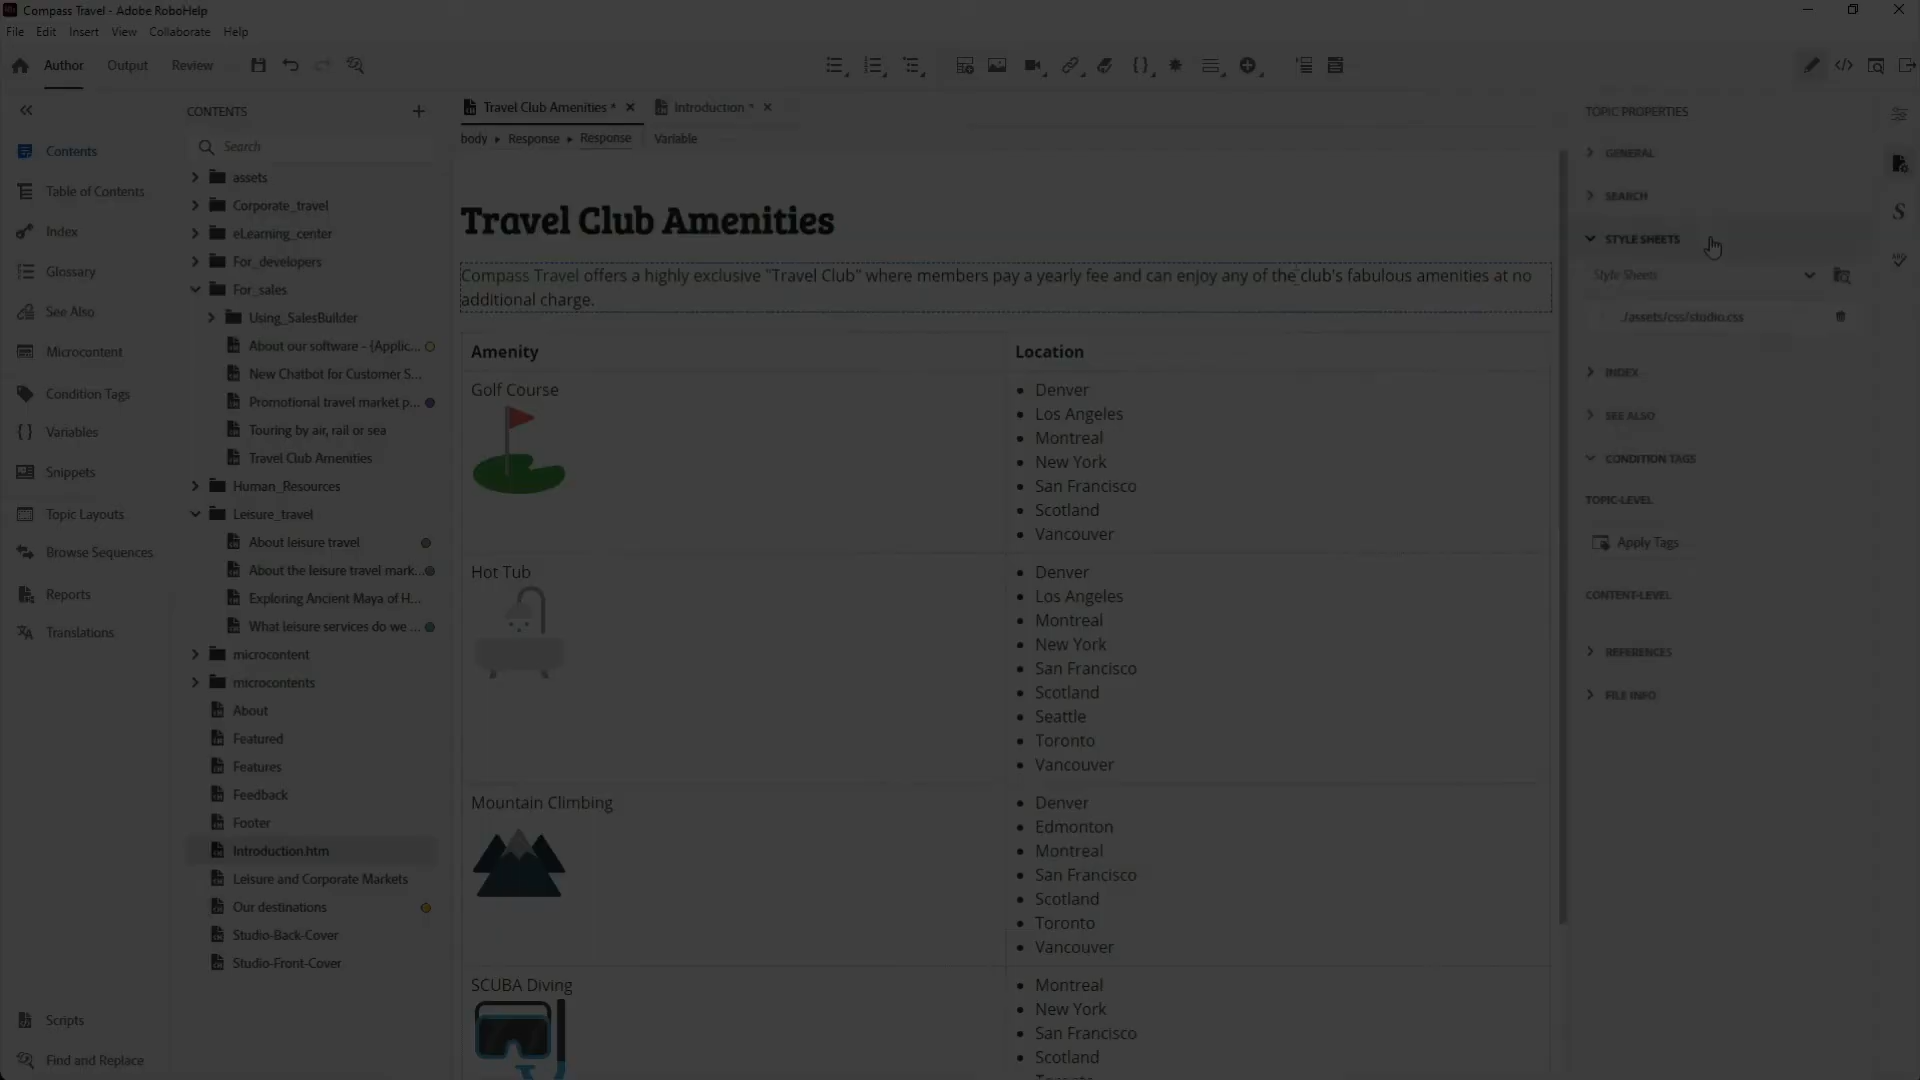 Compass Travel - Adobe RoboHelp
File Edit Insert View Collaborate Help
Author Output Review
CONTENTS
Search
Contents
Table of Contents
Index
Glossary
See Also
Microcontent
Condition Tags
Variables
Snippets
Topic Layouts
Browse Sequences
Reports
Translations
Scripts
Find and Replace
assets
Corporate_travel
eLearning_center
For_developers
For_sales
Using_SalesBuilder
About our software - {Applic...
New Chatbot for Customer S...
Promotional travel market p...
Touring by air, rail or sea
Travel Club Amenities
Human_Resources
Leisure_travel
About leisure travel
About the leisure travel mark...
Exploring Ancient Maya of H...
What leisure services do we ...
microcontent
microcontents
About
Featured
Features
Feedback
Footer
Introduction.htm
Leisure and Corporate Markets
Our destinations
Studio-Back-Cover
Studio-Front-Cover
Travel Club Amenities * Introduction *
body Response Response Variable
Travel Club Amenities
Compass Travel offers a highly exclusive "Travel Club" where members pay a yearly fee and can enjoy any of the club's fabulous amenities at no
additional charge.
Amenity Location
Golf Course
Denver
Los Angeles
Montreal
New York
San Francisco
Scotland
Vancouver
Hot Tub
Denver
Los Angeles
Montreal
New York
San Francisco
Scotland
Seattle
Toronto
Vancouver
Mountain Climbing
Denver
Edmonton
Montreal
San Francisco
Scotland
Toronto
Vancouver
SCUBA Diving
Montreal
New York
San Francisco
Scotland
TOPIC PROPERTIES
GENERAL
SEARCH
STYLE SHEETS
Style Sheets
../assets/css/studio.css
INDEX
SEE ALSO
CONDITION TAGS
TOPIC-LEVEL
Apply Tags
CONTENT-LEVEL
REFERENCES
FILE INFO